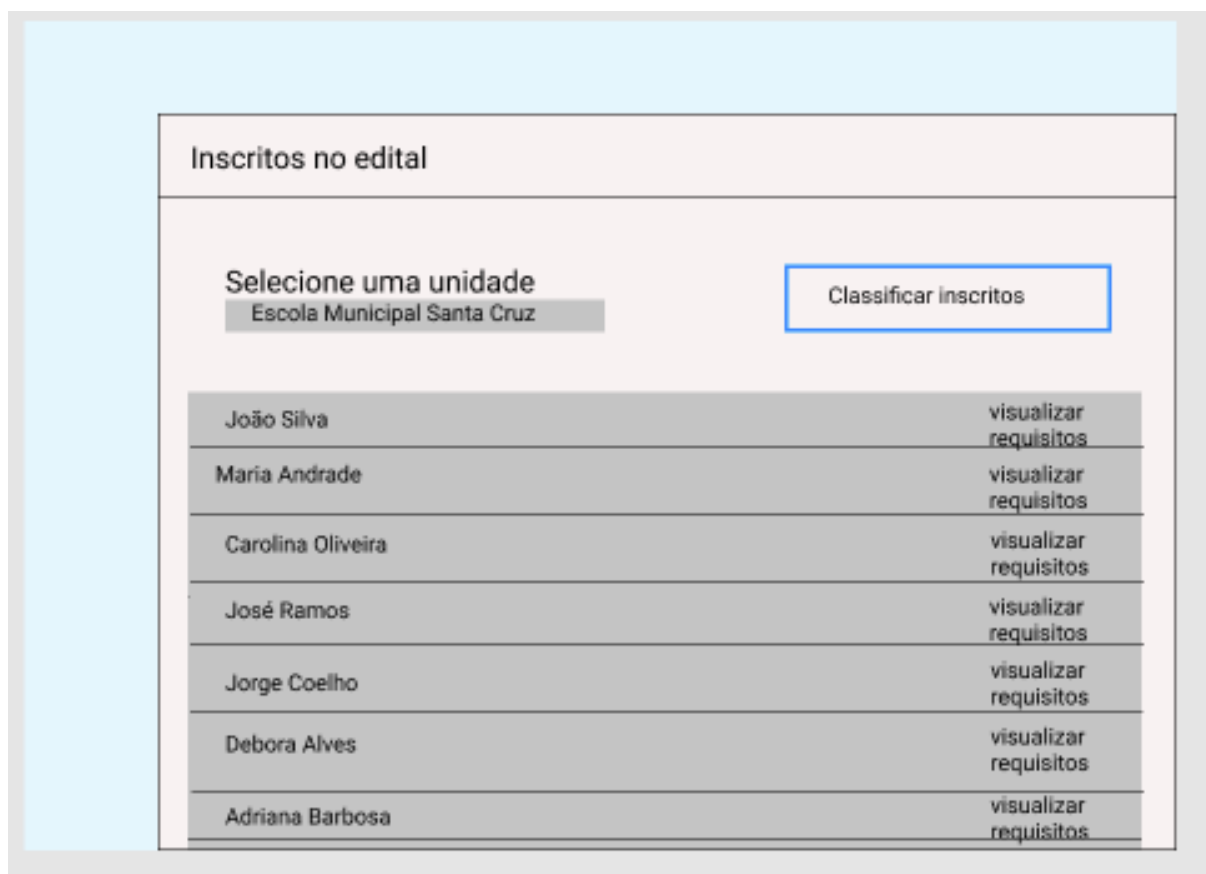 Inscritos no edital
Selecione uma unidade
Escola Municipal Santa Cruz
Classificar inscritos
João Silva
visualizar
requisitos
Maria Andrade
visualizar
requisitos
Carolina Oliveira
visualizar
requisitos
José Ramos
visualizar
requisitos
Jorge Coelho
visualizar
requisitos
Debora Alves
visualizar
requisitos
Adriana Barbosa
visualizar
requisitos